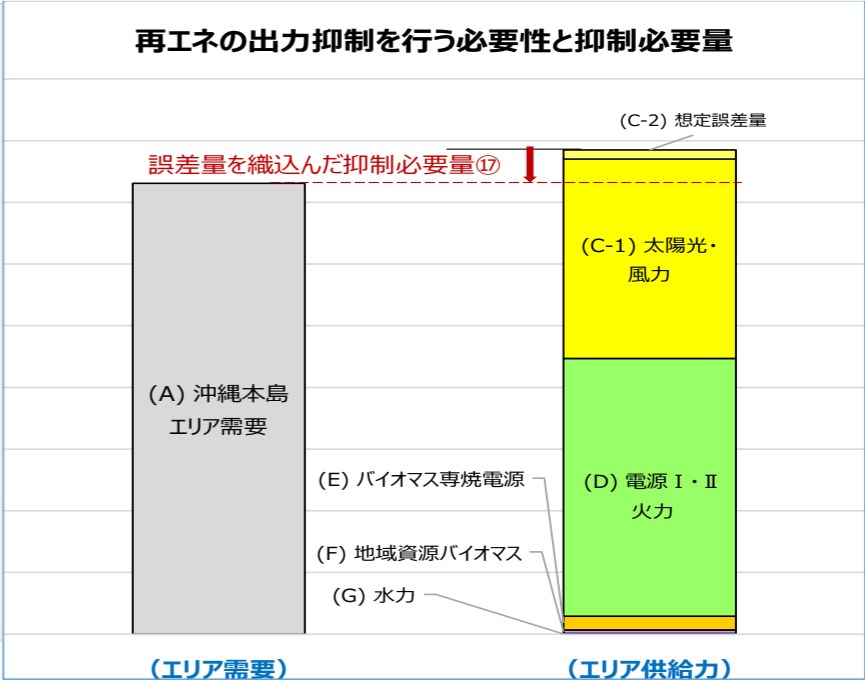 再エネの出力抑制を行う必要性と抑制必要量
(C-2) 想定誤差量
誤差量を織込んだ抑制必要量⑰
(C-1) 太陽光・
風力
(A) 沖縄本島
エリア需要
(E) バイオマス専焼電源
(D) 電源Ⅰ・Ⅱ
火力
(F) 地域資源バイオマス
(G) 水力
（エリア需要）
（エリア供給力）